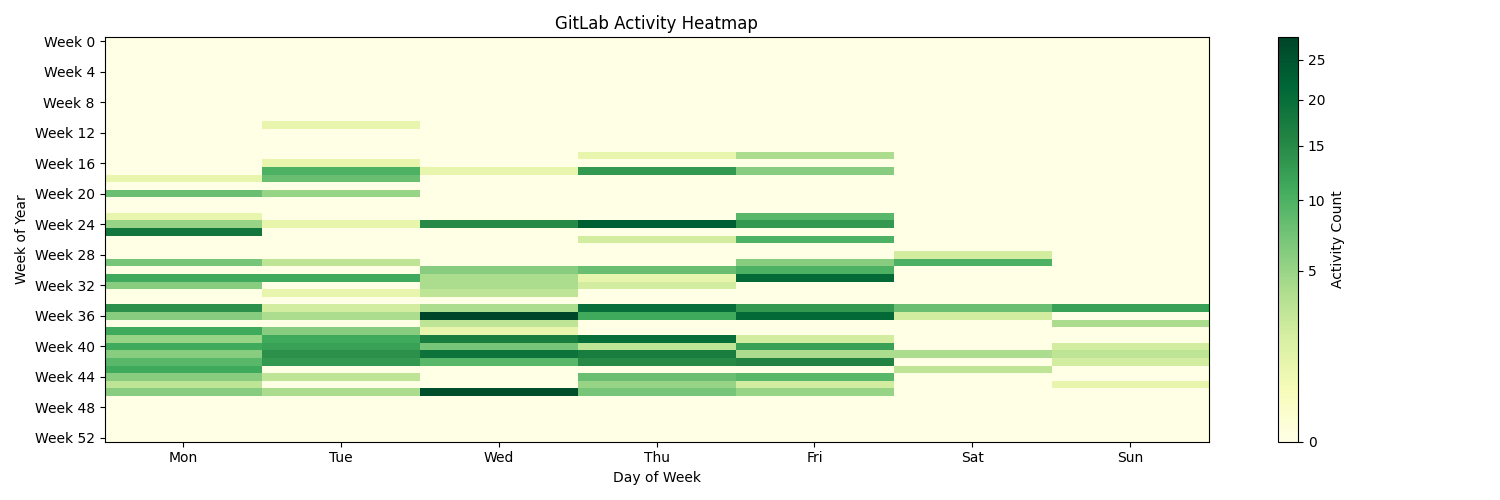 GitLab Activity Heatmap
Week of Year
Week 0
Week 4
Week 8
Week 12
Week 16
Week 20
Week 24
Week 28
Week 32
Week 36
Week 40
Week 44
Week 48
Week 52
Mon Tue Wed Thu Fri Sat Sun
Day of Week
25
20
15
10
5
0
Activity Count